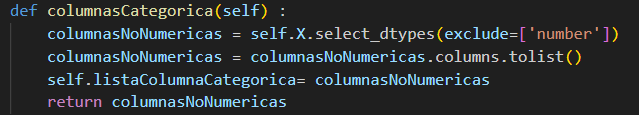 def columnasCategorica(self) :
    columnasNoNumericas = self.X.select_dtypes(exclude=['number'])
    columnasNoNumericas = columnasNoNumericas.columns.tolist()
    self.listaColumnaCategorica= columnasNoNumericas
    return columnasNoNumericas